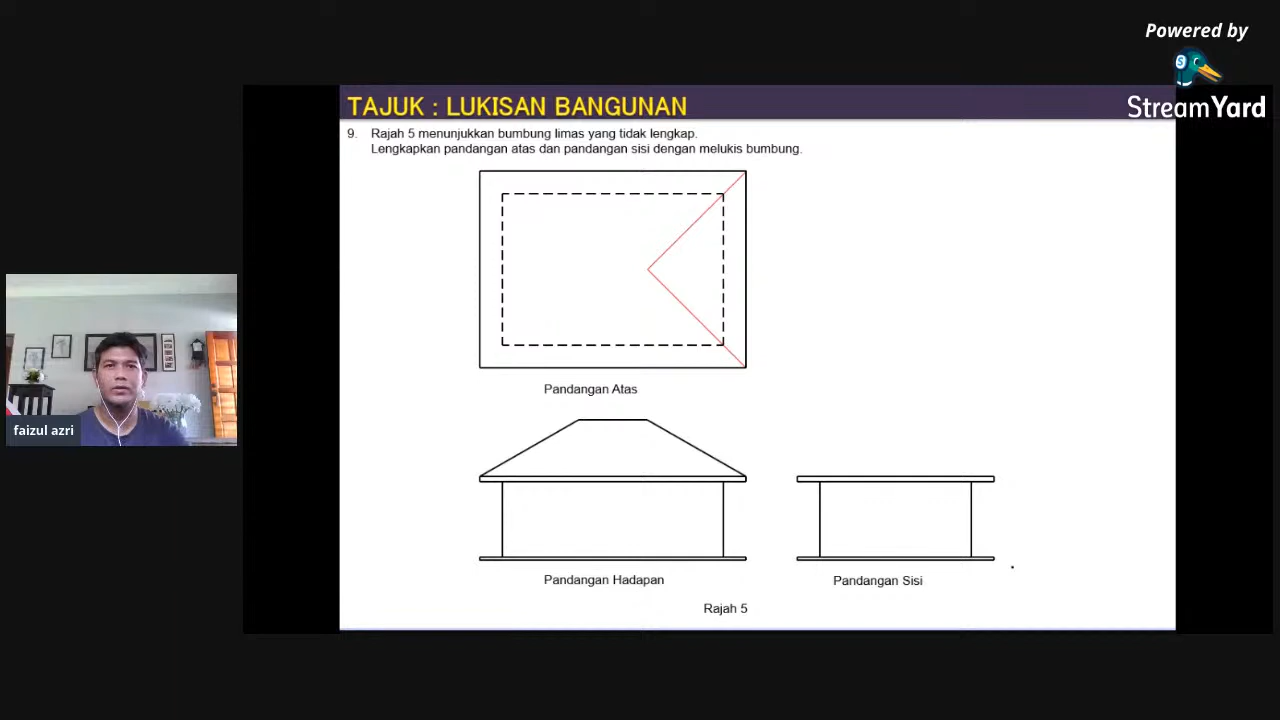 Powered by
StreamYard
TAJUK : LUKISAN BANGUNAN
9. Rajah 5 menunjukkan bumbung limas yang tidak lengkap.
Lengkapkan pandangan atas dan pandangan sisi dengan melukis bumbung.
Pandangan Atas
faizul azri
Pandangan Hadapan
Pandangan Sisi
Rajah 5